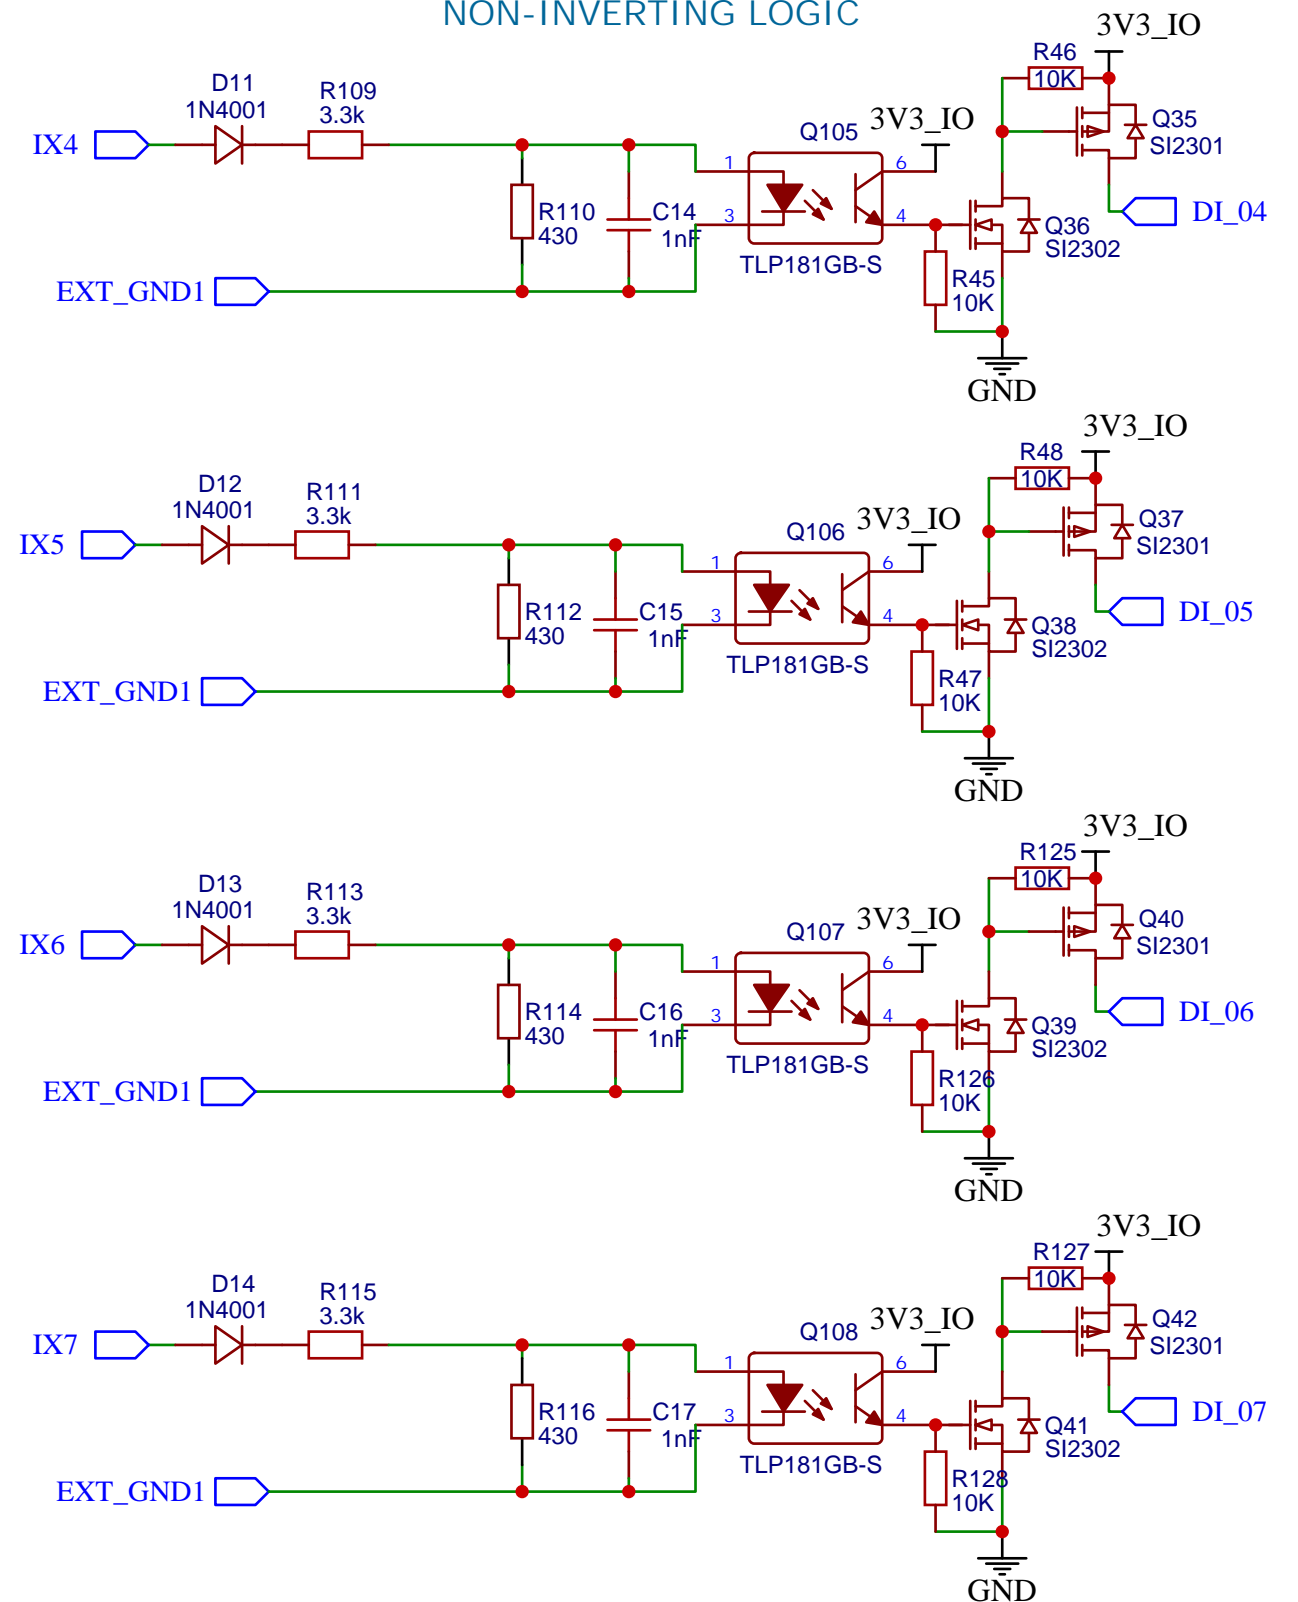 NON-INVERTING LOGIC
3V3_IO
R46
10K
D11
1N4001
R109
3.3k
IX4
Q105
3V3_IO
Q35
SI2301
1
6
R110
430
C14
1nF
3
4
DI_04
Q36
SI2302
TLP181GB-S
EXT_GND1
R45
10K
GND
3V3_IO
R48
10K
D12
1N4001
R111
3.3k
IX5
Q106
3V3_IO
Q37
SI2301
1
6
R112
430
C15
1nF
3
4
DI_05
Q38
SI2302
TLP181GB-S
EXT_GND1
R47
10K
GND
3V3_IO
R125
10K
D13
1N4001
R113
3.3k
IX6
Q107
3V3_IO
Q40
SI2301
1
6
R114
430
C16
1nF
3
4
DI_06
Q39
SI2302
TLP181GB-S
EXT_GND1
R126
10K
GND
3V3_IO
R127
10K
D14
1N4001
R115
3.3k
IX7
Q108
3V3_IO
Q42
SI2301
1
6
R116
430
C17
1nF
3
4
DI_07
Q41
SI2302
TLP181GB-S
EXT_GND1
R128
10K
GND